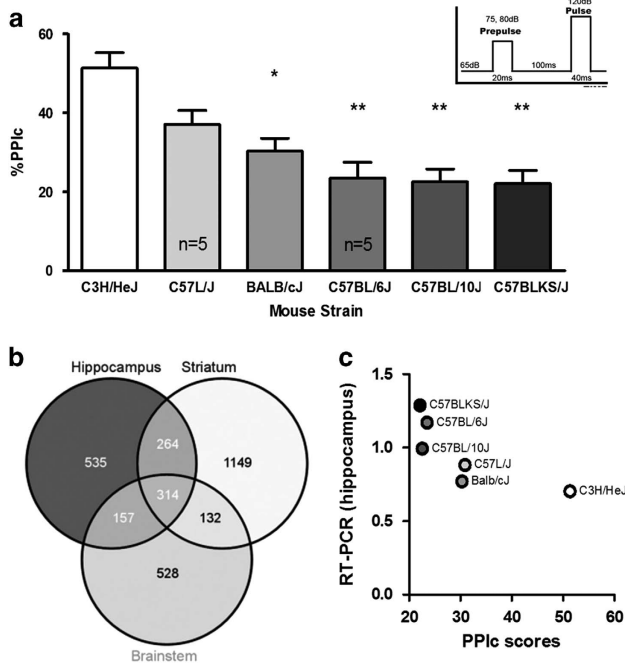 a
60
40
20
0
%PPIc
75, 80dB
Prepulse
120dB
Pulse
65dB
100ms
20ms
40ms
*
**
**
**
n=5
n=5
C3H/HeJ
C57L/J
BALB/cJ
C57BL/6J
C57BL/10J
C57BLKS/J
Mouse Strain
b
Hippocampus
Striatum
535
264
1149
314
157
132
528
Brainstem
c
RT-PCR (hippocampus)
1.5
1.0
0.5
0.0
C57BLKS/J
C57BL/6J
C57BL/10J
C57L/J
Balb/cJ
C3H/HeJ
20
30
40
50
60
PPIc scores